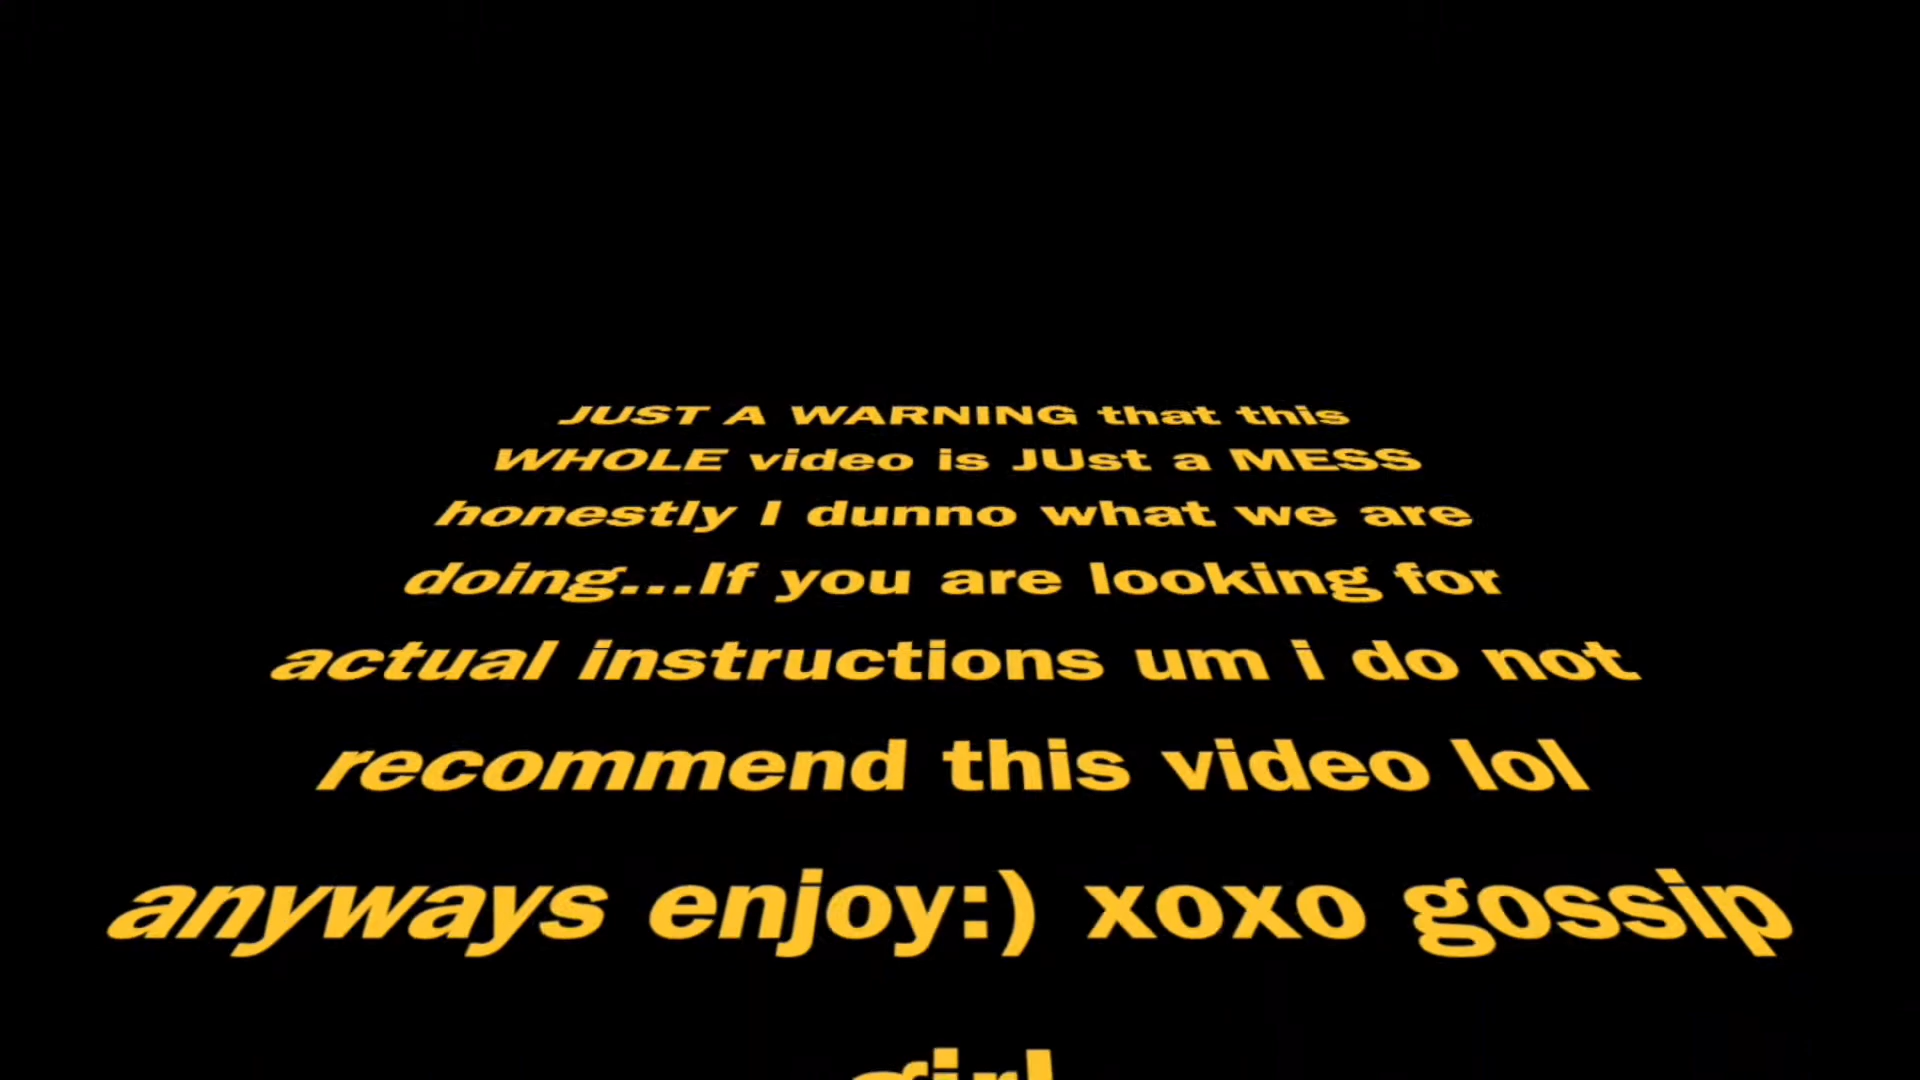 JUST A WARNING that this
WHOLE video is JUst a MESS
honestly I dunno what we are
doing...If you are looking for
actual instructions um i do not
recommend this video lol
anyways enjoy:) xoxo gossip
girl